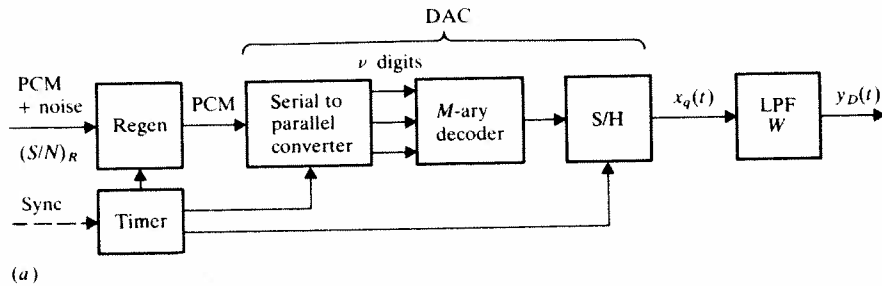 DAC
PCM
+ noise
(S/N)R
Regen
PCM
Serial to
parallel
converter
ν digits
M-ary
decoder
S/H
xq(t)
LPF
W
yD(t)
Sync
Timer
(a)